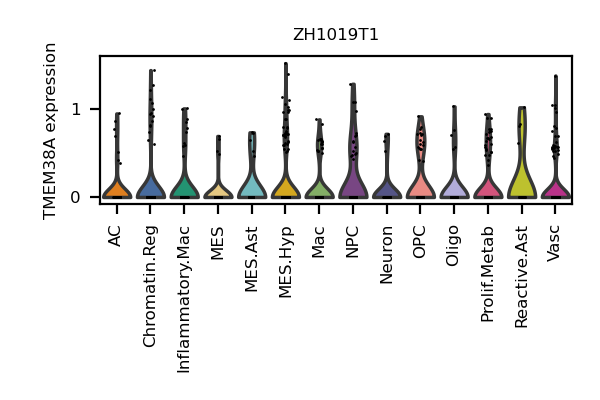 ZH1019T1
TMEM38A expression
1
0
AC
Chromatin.Reg
Inflammatory.Mac
MES
MES.Ast
MES.Hyp
Mac
NPC
Neuron
OPC
Oligo
Prolif.Metab
Reactive.Ast
Vasc